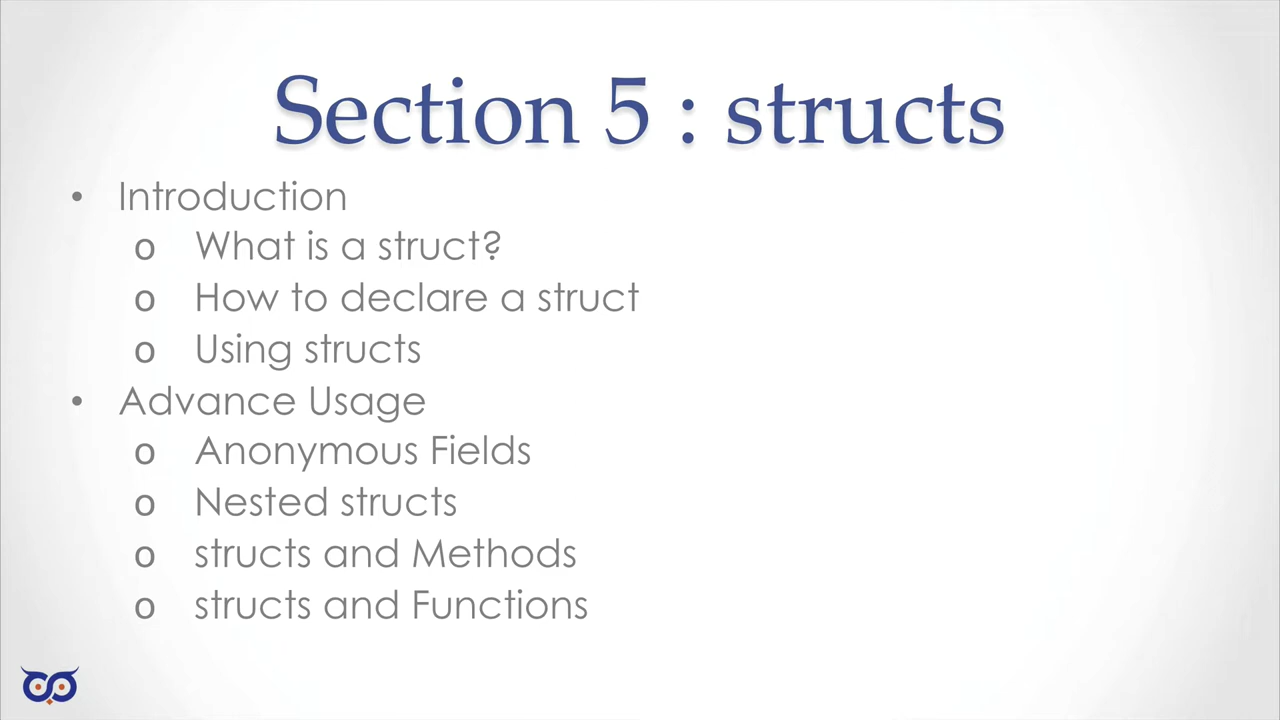 Section 5 : structs
• Introduction
o What is a struct?
o How to declare a struct
o Using structs
• Advance Usage
o Anonymous Fields
o Nested structs
o structs and Methods
o structs and Functions